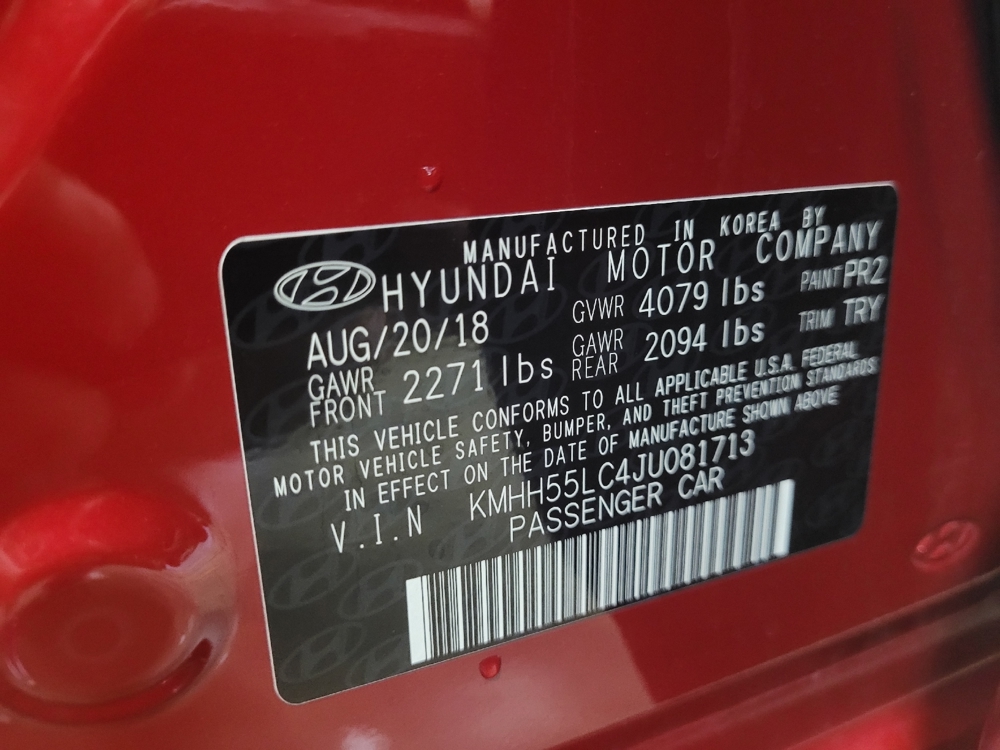 MANUFACTURED IN KOREA BY
HYUNDAI MOTOR COMPANY
AUG/20/18 GVWR 4079 lbs PAINT PR2
GAWR FRONT 2271 lbs GAWR REAR 2094 lbs TRIM TRY
THIS VEHICLE CONFORMS TO ALL APPLICABLE U.S.A. FEDERAL
MOTOR VEHICLE SAFETY, BUMPER, AND THEFT PREVENTION STANDARDS
IN EFFECT ON THE DATE OF MANUFACTURE SHOWN ABOVE
V.I.N KMHH55LC4JU081713
PASSENGER CAR